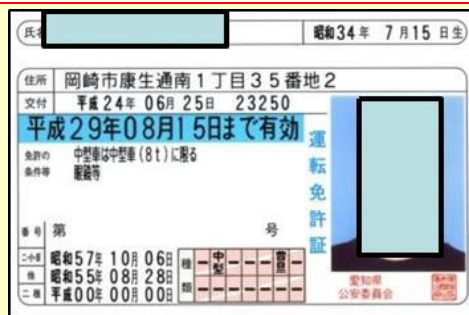 氏名 昭和34年 7月15日生
住所 岡崎市康生通南1丁目35番地2
交付 平成24年06月25日 23250
平成29年08月15日まで有効
免許の 中型車は中型車(8t)に限る
条件等 眼鏡等
運転免許証
番号 第 号
二・小・原 昭和57年10月06日
他 昭和55年08月28日
二種 平成00年00月00日
種類 中型 普自二
愛知県
公安委員会